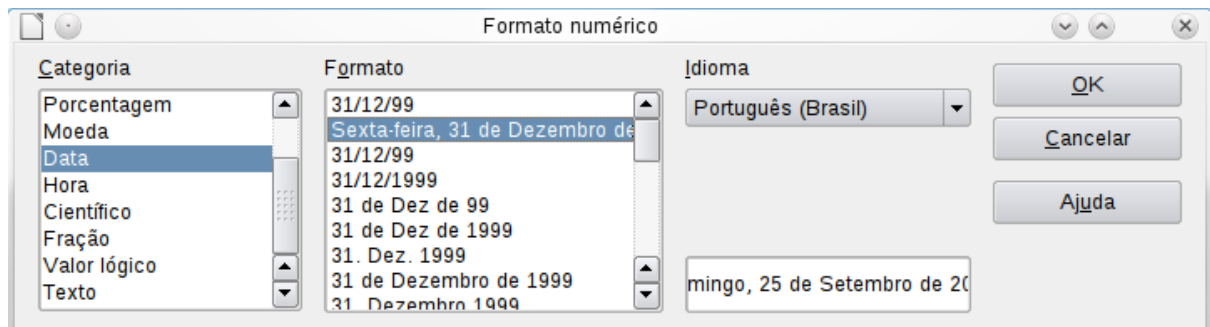 Formato numérico
Categoria
Porcentagem
Moeda
Data
Hora
Científico
Fração
Valor lógico
Texto
Formato
31/12/99
Sexta-feira, 31 de Dezembro de
31/12/99
31/12/1999
31 de Dez de 99
31 de Dez de 1999
31. Dez. 1999
31 de Dezembro de 1999
31. Dezembro 1999
Idioma
Português (Brasil)
mingo, 25 de Setembro de 20
OK
Cancelar
Ajuda